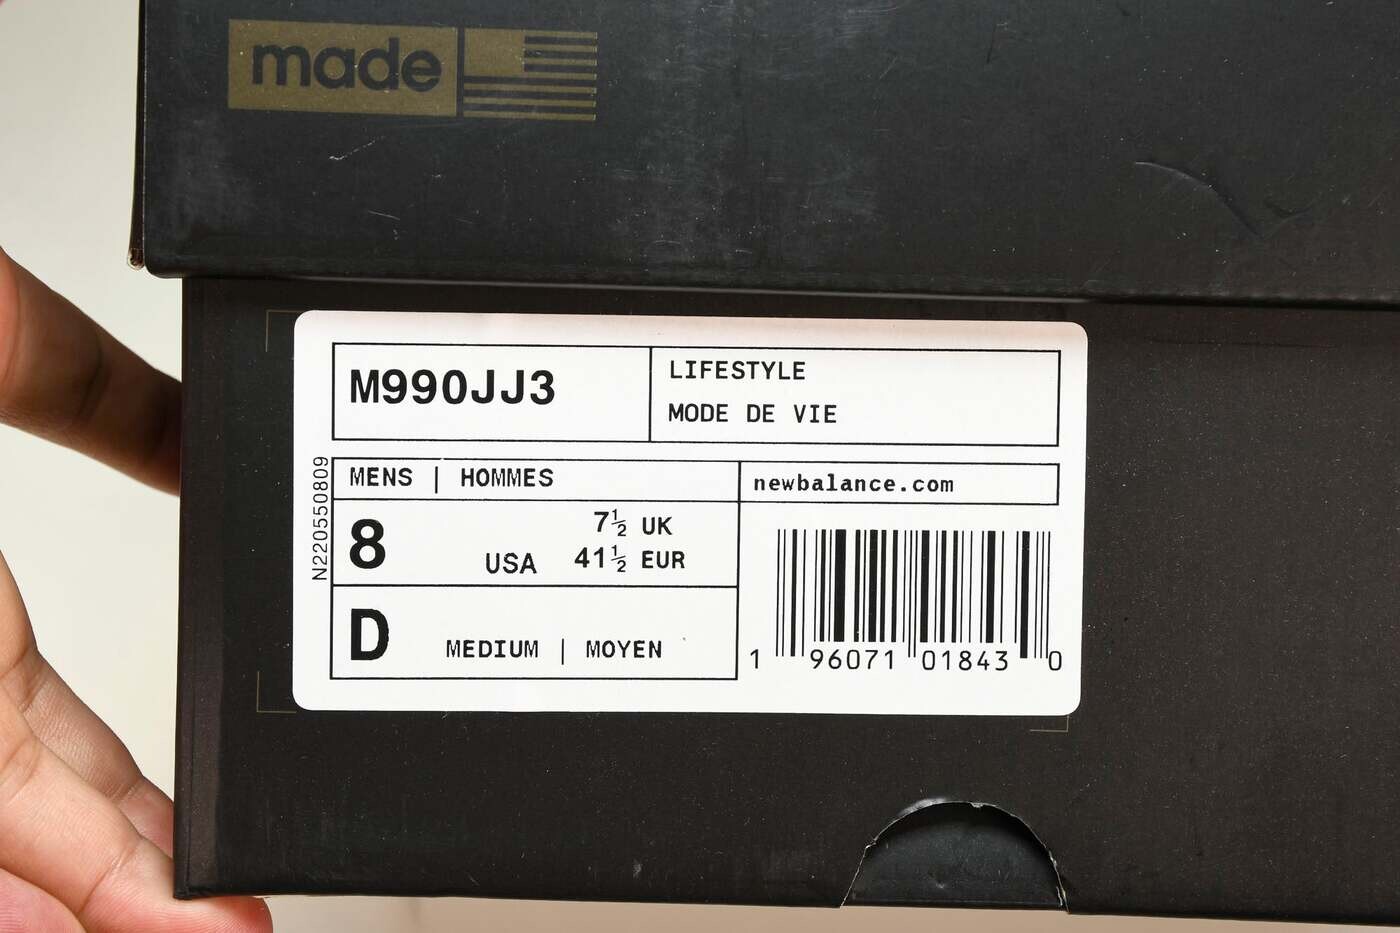 made
M990JJ3
LIFESTYLE
MODE DE VIE
N220550809
MENS | HOMMES
newbalance.com
8 USA 7½ UK
41½ EUR
D MEDIUM | MOYEN
1 96071 01843 0